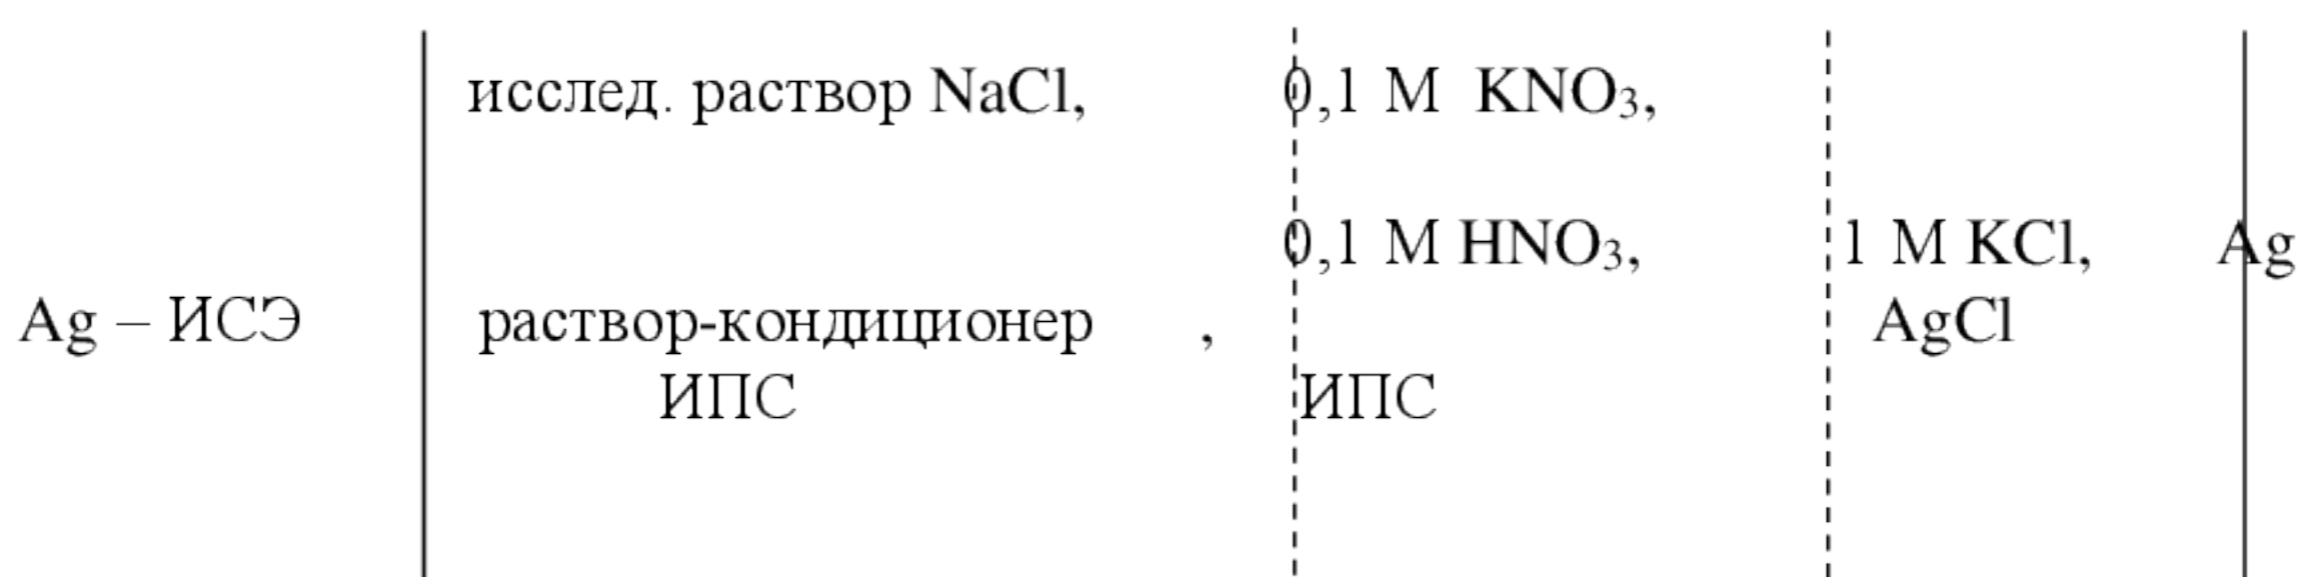 исслед. раствор NaCl, 0,1 M KNO₃,
0,1 M HNO₃, 1 M KCl, Ag
Ag – ИСЭ раствор-кондиционер , AgCl
ИПС ИПС